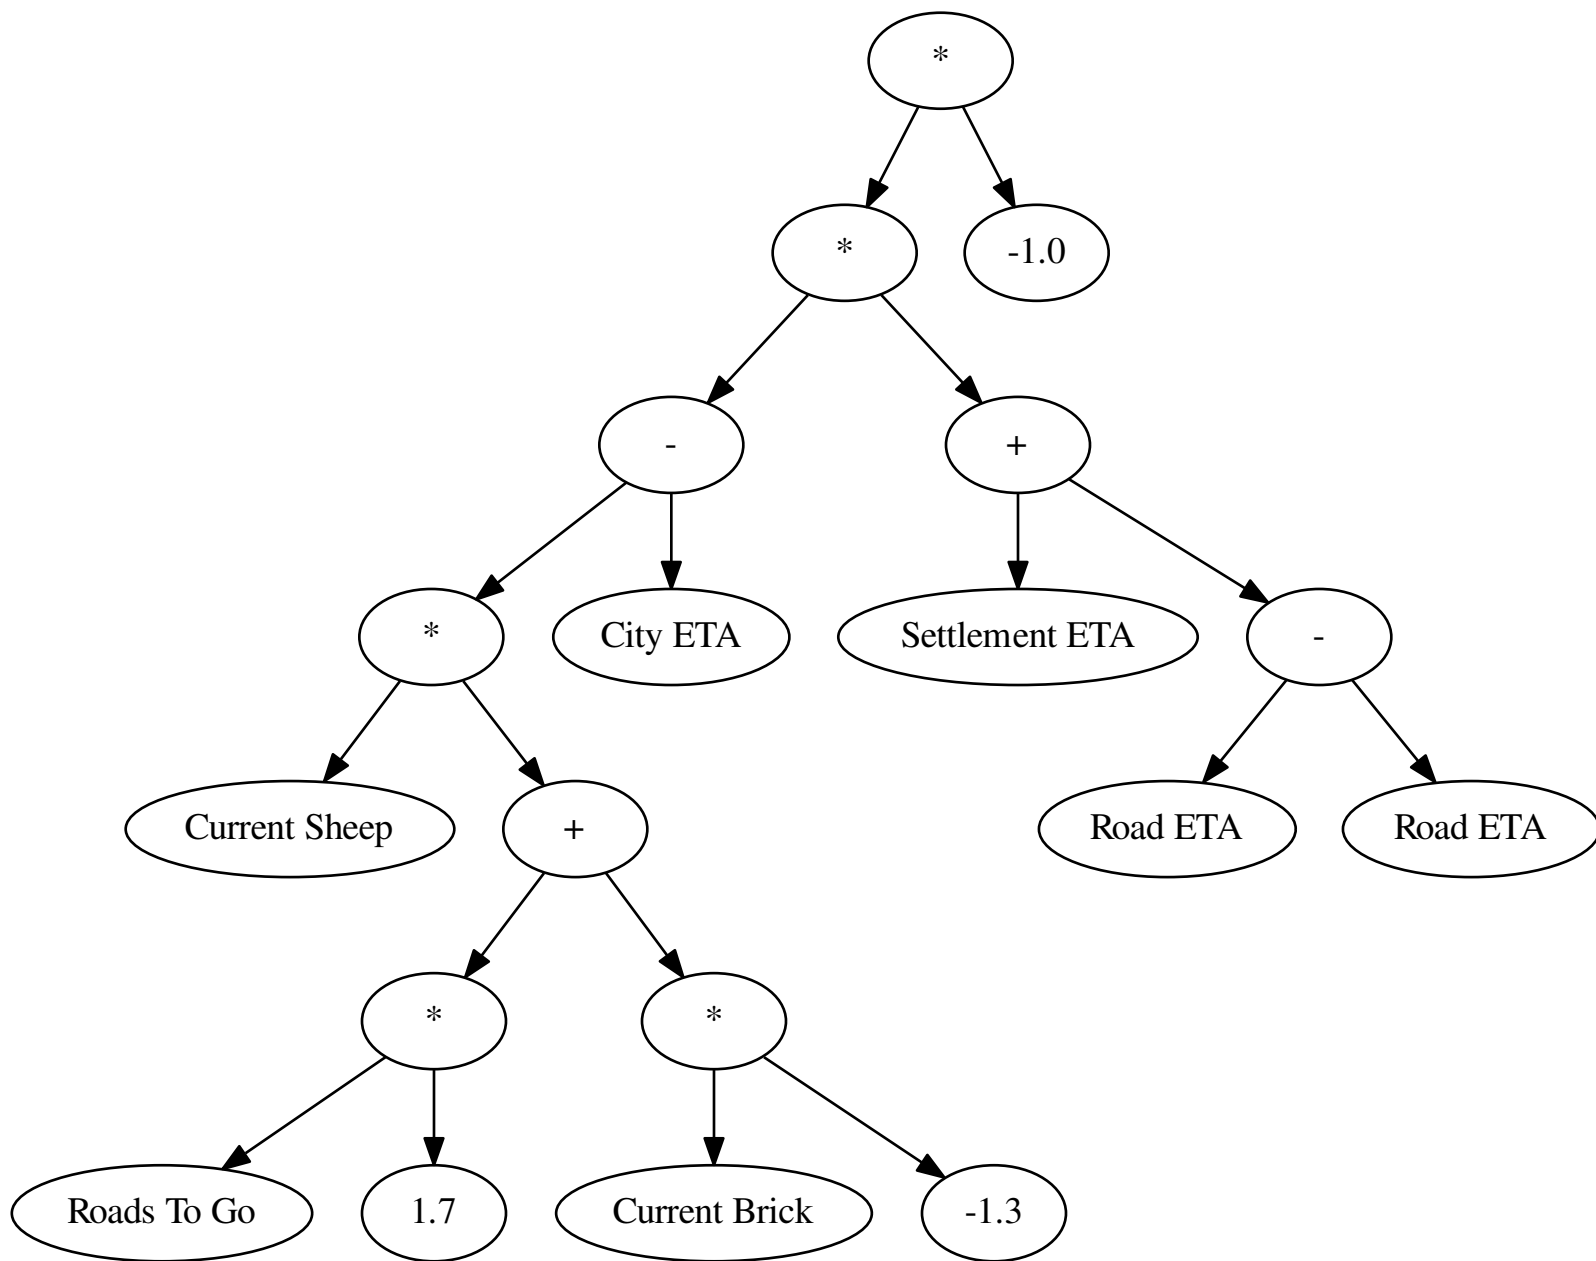 *
*
-1.0
-
+
*
City ETA
Settlement ETA
-
Current Sheep
+
Road ETA
Road ETA
*
*
Roads To Go
1.7
Current Brick
-1.3